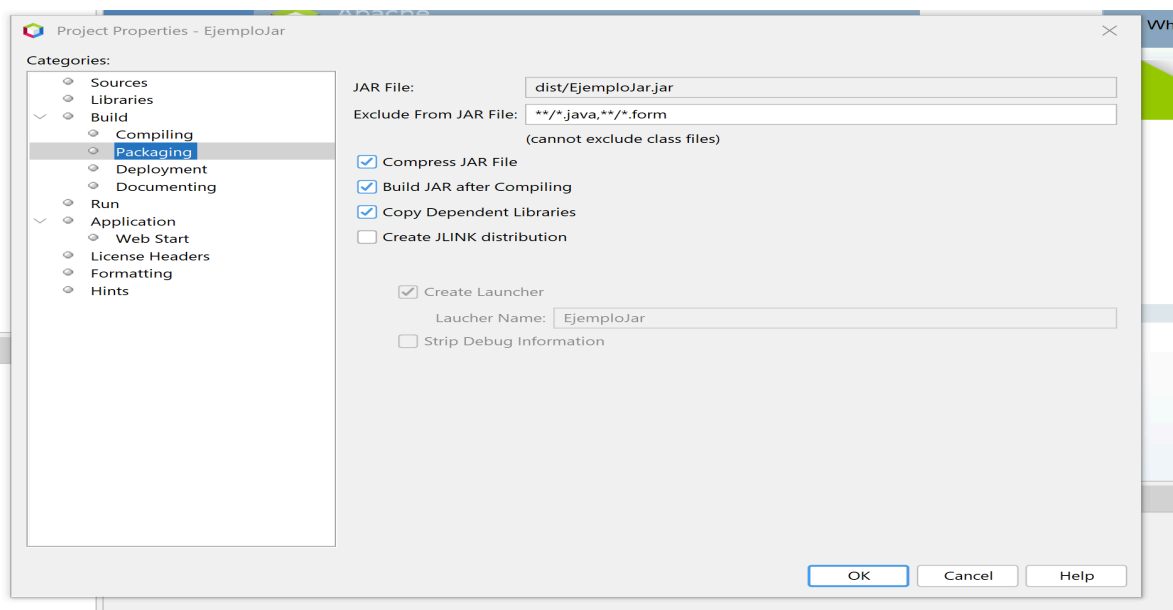 Apache
Wh
Project Properties - EjemploJar
Categories:
Sources
Libraries
Build
Compiling
Packaging
Deployment
Documenting
Run
Application
Web Start
License Headers
Formatting
Hints
JAR File: dist/EjemploJar.jar
Exclude From JAR File: **/*.java,**/*.form
(cannot exclude class files)
Compress JAR File
Build JAR after Compiling
Copy Dependent Libraries
Create JLINK distribution
Create Launcher
Laucher Name: EjemploJar
Strip Debug Information
OK Cancel Help